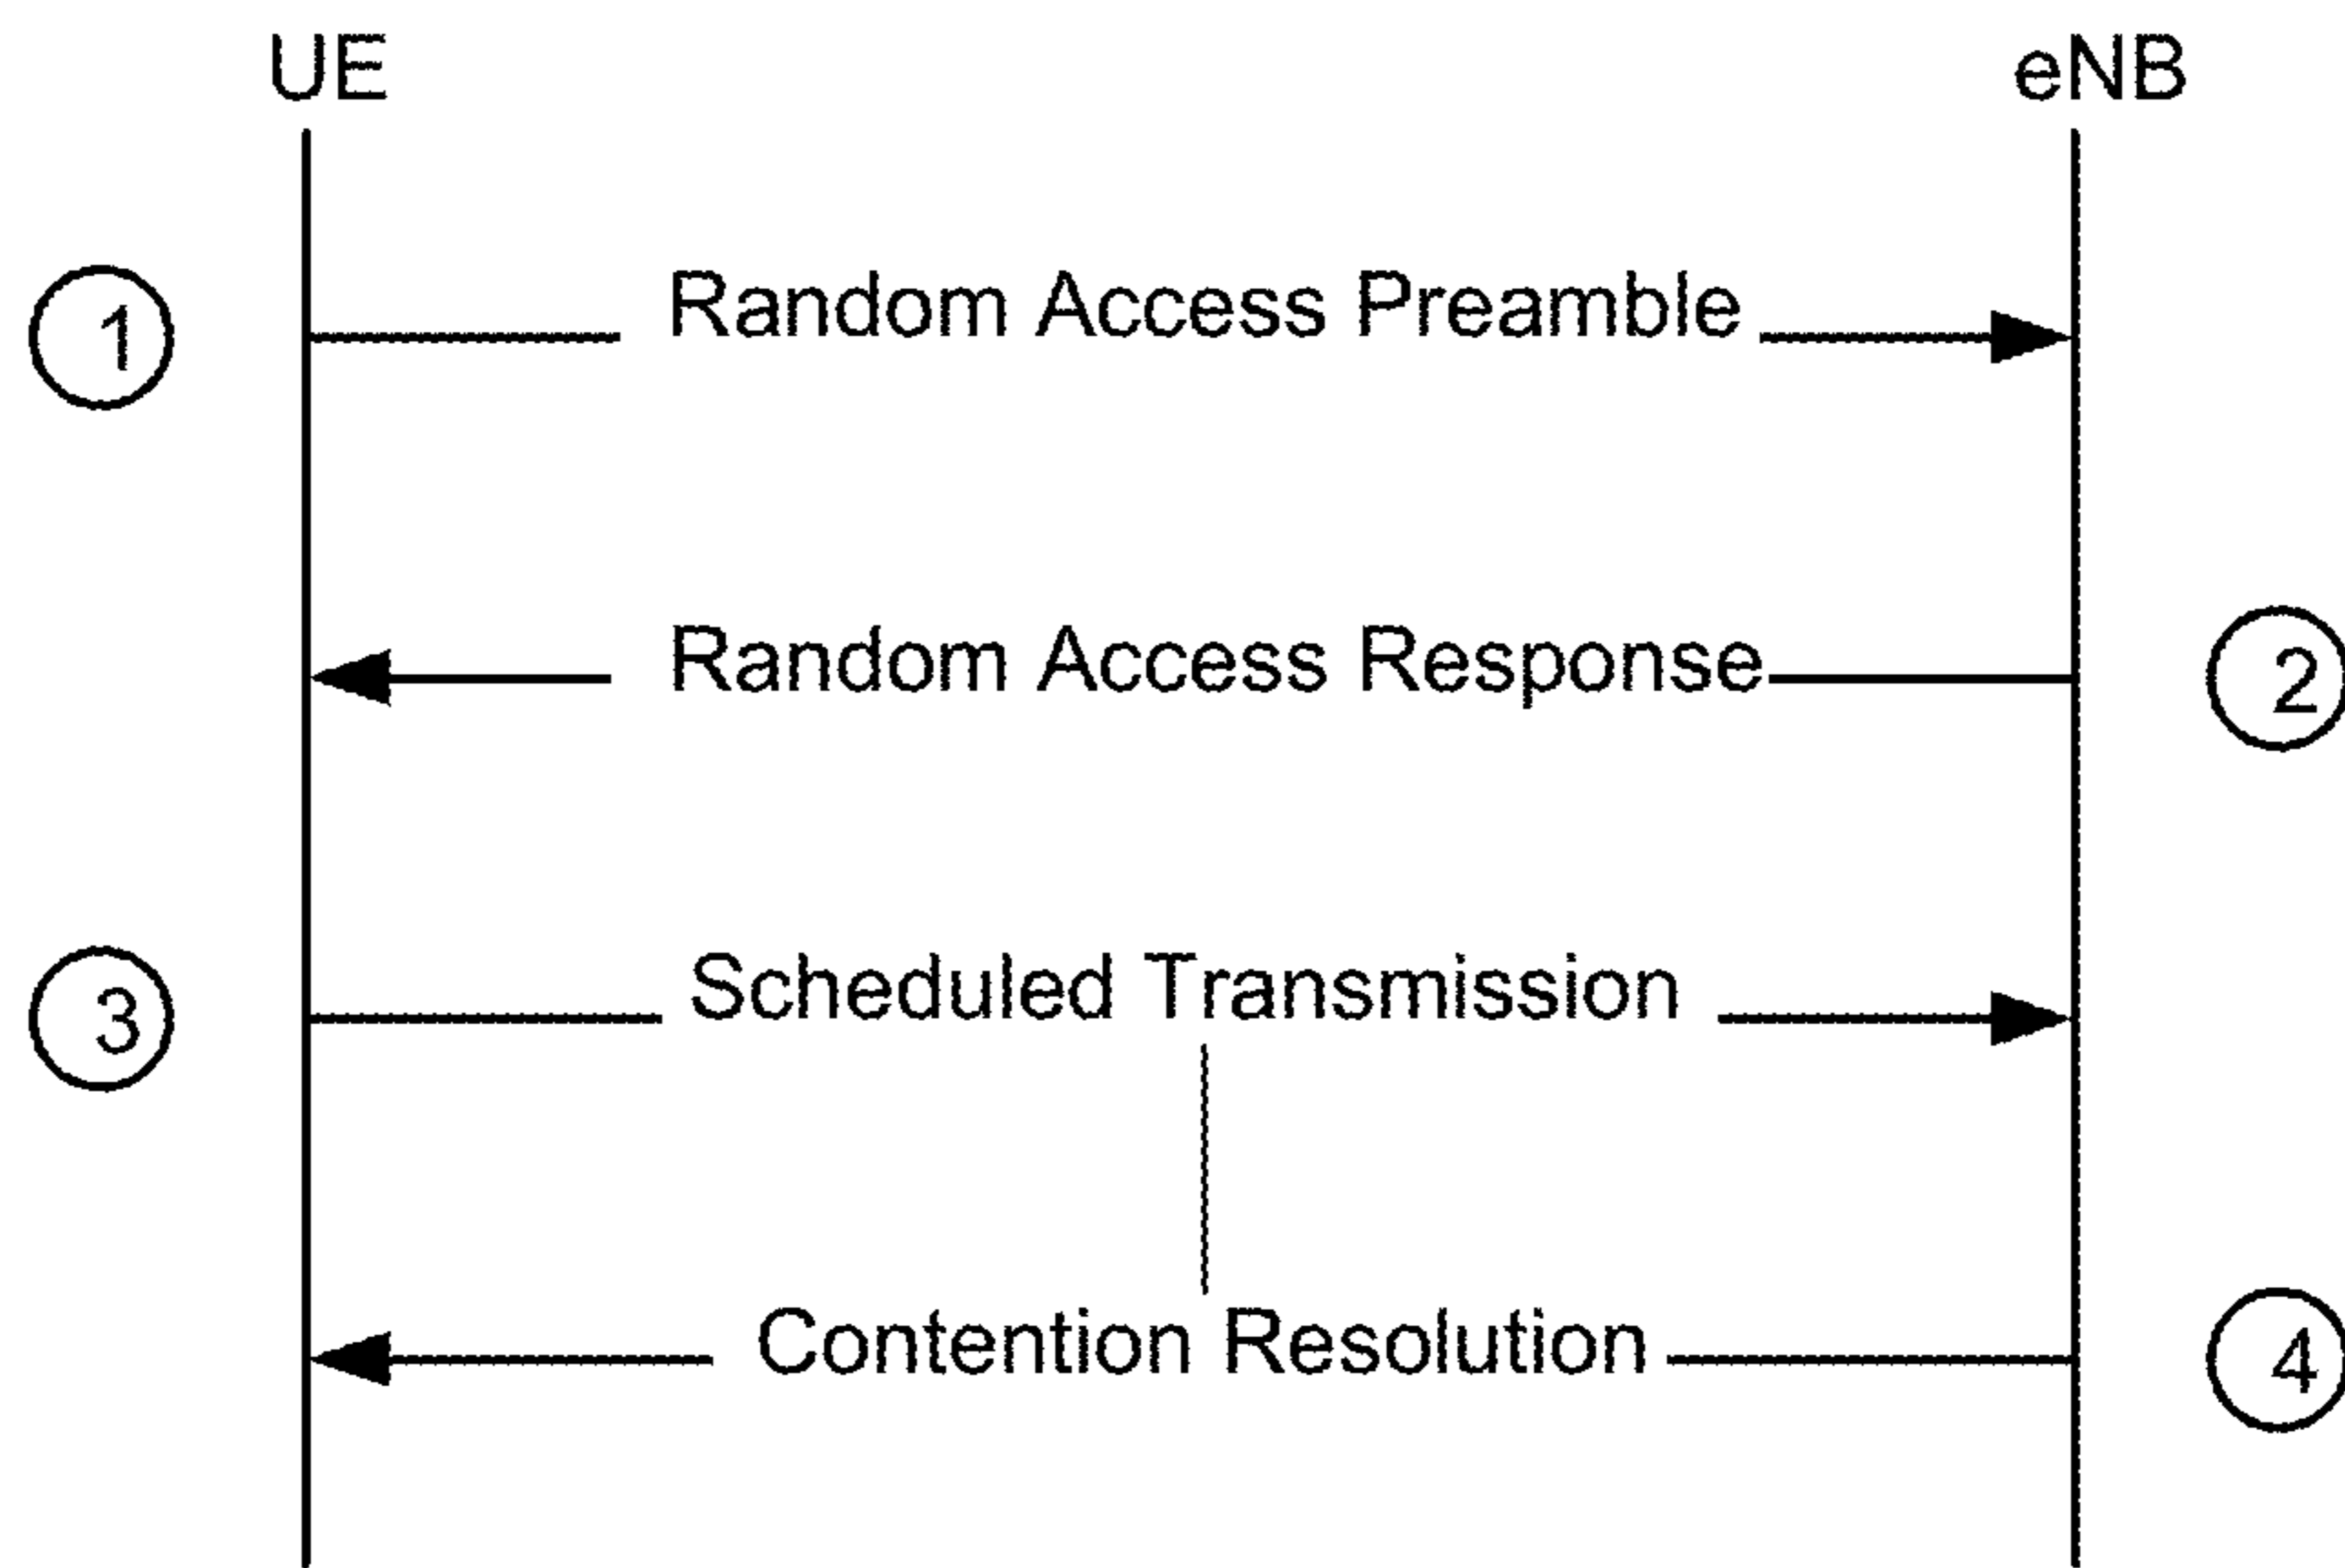 UE eNB
1 Random Access Preamble
Random Access Response 2
3 Scheduled Transmission
Contention Resolution 4